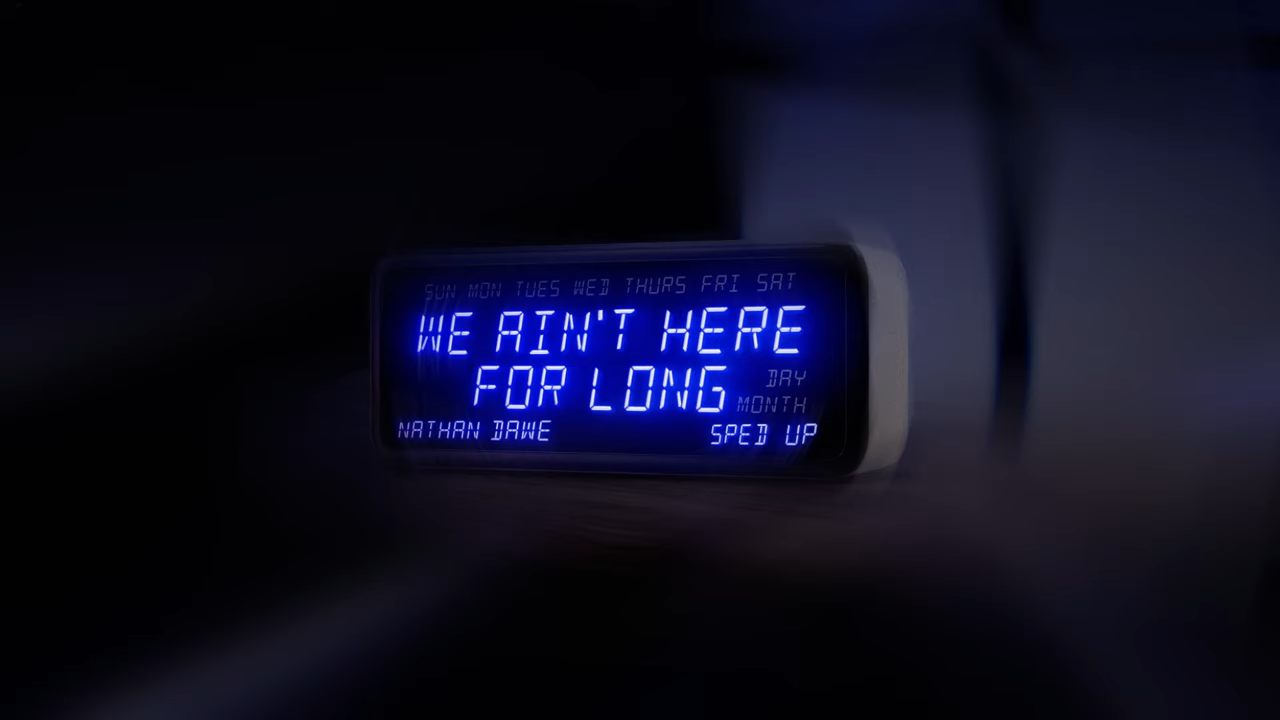 SUN MON TUES WED THURS FRI SAT
WE AIN'T HERE
FOR LONG
DAY
MONTH
NATHAN DAWE
SPED UP